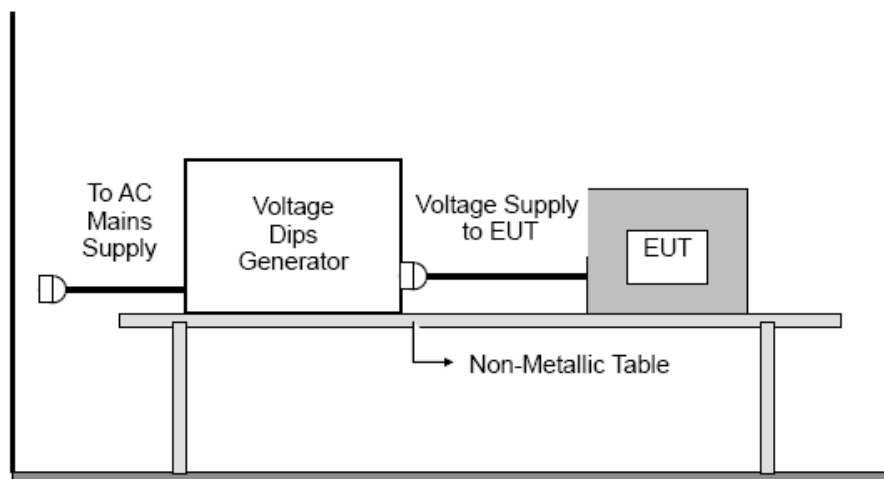 To AC
Mains
Supply
Voltage
Dips
Generator
Voltage Supply
to EUT
EUT
Non-Metallic Table